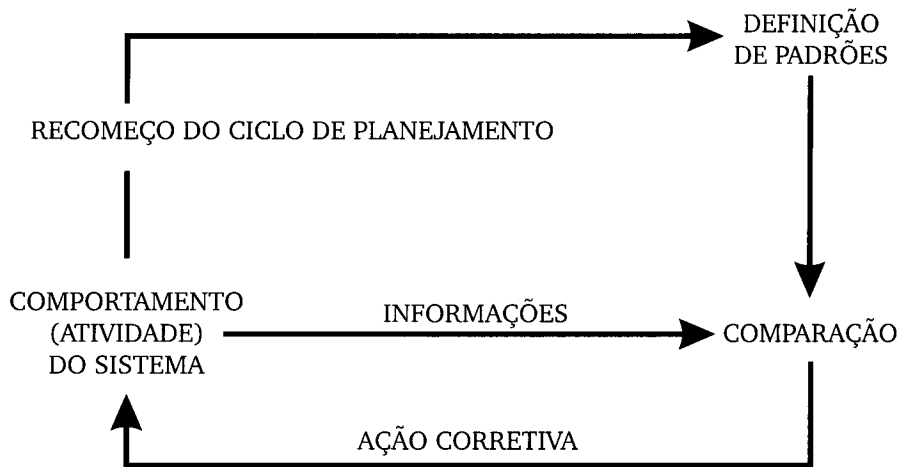 DEFINIÇÃO
DE PADRÕES
RECOMEÇO DO CICLO DE PLANEJAMENTO
COMPORTAMENTO
(ATIVIDADE)
DO SISTEMA
INFORMAÇÕES
COMPARAÇÃO
AÇÃO CORRETIVA